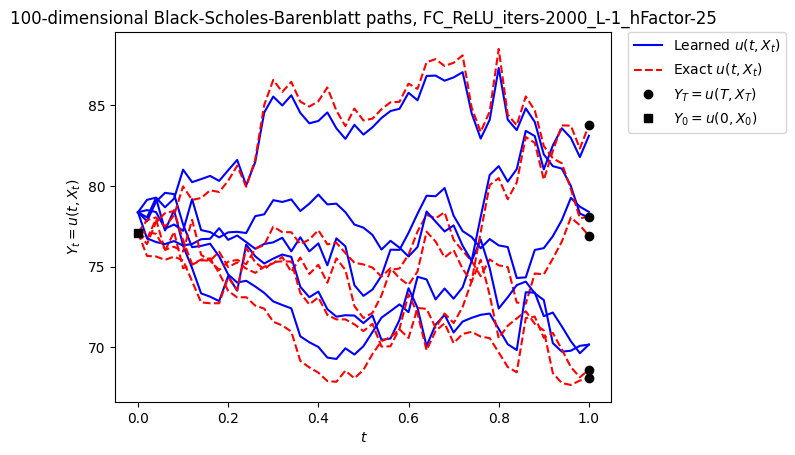 100-dimensional Black-Scholes-Barenblatt paths, FC_ReLU_iters-2000_L-1_hFactor-25
Learned u(t, X_t)
Exact u(t, X_t)
Y_T = u(T, X_T)
Y_0 = u(0, X_0)
Y_t = u(t, X_t)
85
80
75
70
0.0 0.2 0.4 0.6 0.8 1.0
t